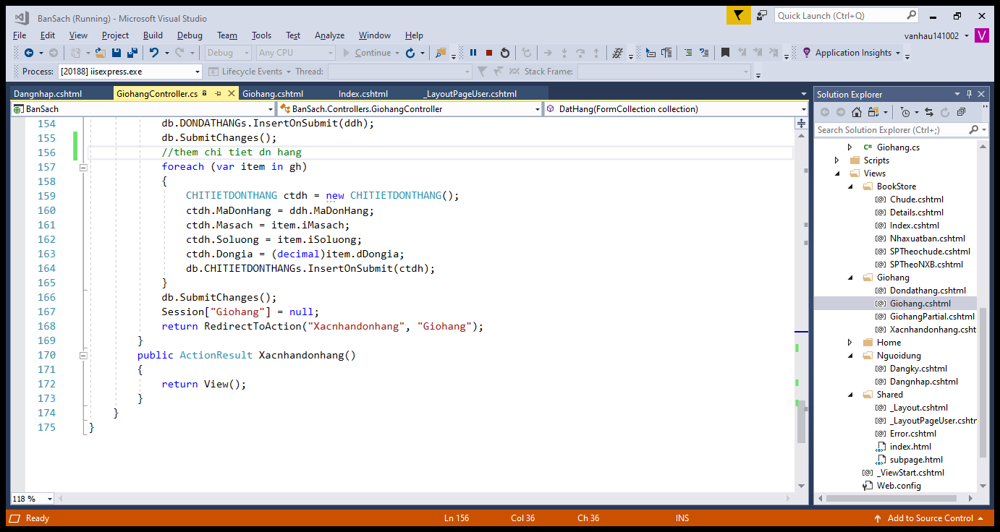 BanSach (Running) - Microsoft Visual Studio
Quick Launch (Ctrl+Q)
File Edit View Project Build Debug Team Tools Test Analyze Window Help
vanhau141002
V
Debug Any CPU Continue Application Insights
Process: [20188] iisexpress.exe Lifecycle Events Thread: Stack Frame:
Dangnhap.cshtml GiohangController.cs Giohang.cshtml Index.cshtml _LayoutPageUser.cshtml
BanSach BanSach.Controllers.GiohangController DatHang(FormCollection collection)
154 db.DONDATHANGs.InsertOnSubmit(ddh);
155 db.SubmitChanges();
156 //them chi tiet dn hang
157 foreach (var item in gh)
158 {
159 CHITIETDONTHANG ctdh = new CHITIETDONTHANG();
160 ctdh.MaDonHang = ddh.MaDonHang;
161 ctdh.Masach = item.iMasach;
162 ctdh.Soluong = item.iSoluong;
163 ctdh.Dongia = (decimal)item.dDongia;
164 db.CHITIETDONTHANGs.InsertOnSubmit(ctdh);
165 }
166 db.SubmitChanges();
167 Session["Giohang"] = null;
168 return RedirectToAction("Xacnhandonhang", "Giohang");
169 }
170 public ActionResult Xacnhandonhang()
171 {
172 return View();
173 }
174 }
175 }
118 %
Solution Explorer
Search Solution Explorer (Ctrl+;)
C# Giohang.cs
Scripts
Views
BookStore
[@] Chude.cshtml
[@] Details.cshtml
[@] Index.cshtml
[@] Nhaxuatban.cshtml
[@] SPTheochude.cshtml
[@] SPTheoNXB.cshtml
Giohang
[@] Dondathang.cshtml
[@] Giohang.cshtml
[@] GiohangPartial.cshtml
[@] Xacnhandonhang.csht
Home
Nguoidung
[@] Dangky.cshtml
[@] Dangnhap.cshtml
Shared
[@] _Layout.cshtml
[@] _LayoutPageUser.cshtr
[@] Error.cshtml
index.html
subpage.html
[@] _ViewStart.cshtml
Web.config
Ready Ln 156 Col 36 Ch 36 INS Add to Source Control